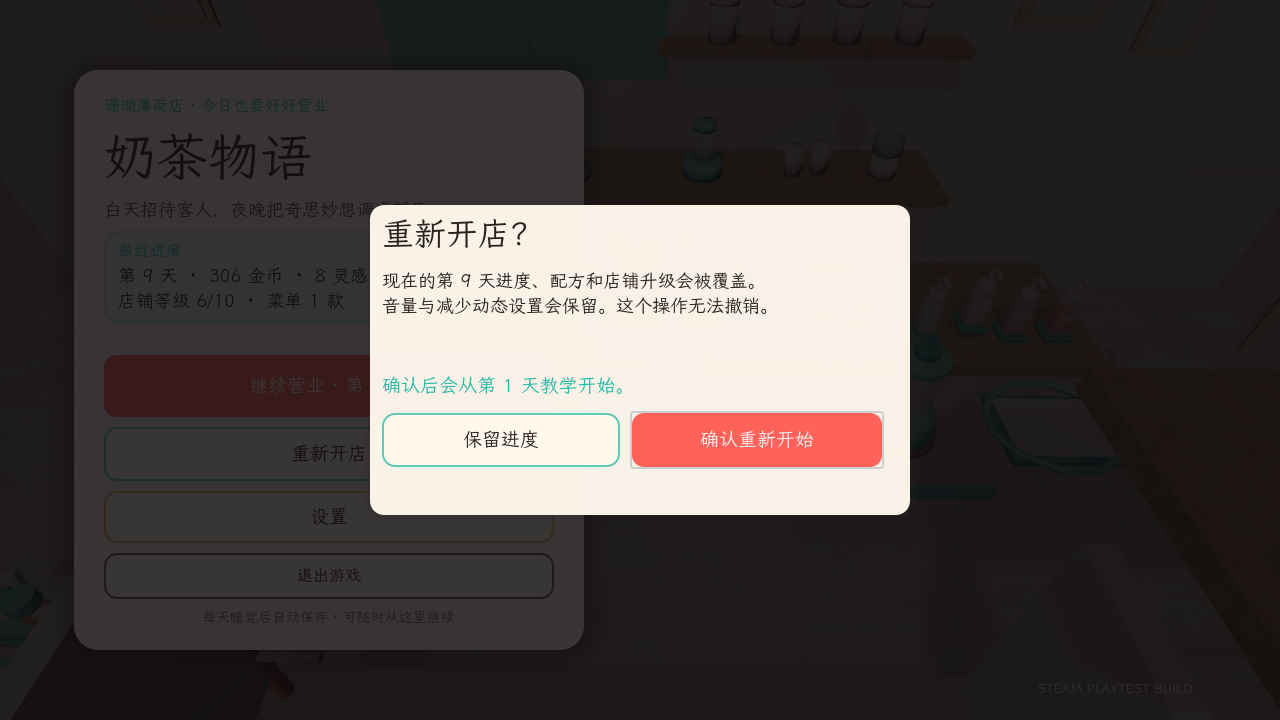 珊瑚薄荷店·今日也要好好营业
奶茶物语
白天招待客人，夜晚把奇思妙想调
最近进度
第 9 天 · 306 金币 · 8 灵感
店铺等级 6/10 · 菜单 1 款
继续营业·第
重新开店
设置
退出游戏
每天睡觉后自动保存·可随时从这里继续
重新开店？
现在的第 9 天进度、配方和店铺升级会被覆盖。
音量与减少动态设置会保留。这个操作无法撤销。
确认后会从第 1 天教学开始。
保留进度
确认重新开始
STEAM PLAYTEST BUILD